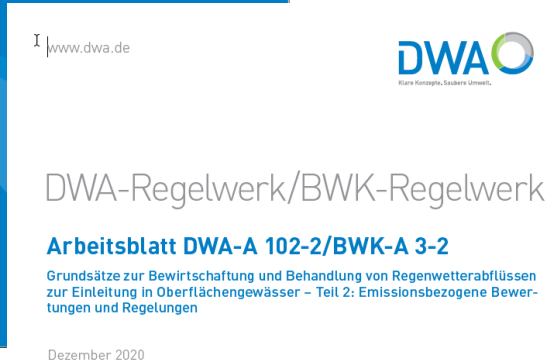 www.dwa.de
DWA
Klare Konzepte. Saubere Umwelt.
DWA-Regelwerk/BWK-Regelwerk
Arbeitsblatt DWA-A 102-2/BWK-A 3-2
Grundsätze zur Bewirtschaftung und Behandlung von Regenwetterabflüssen
zur Einleitung in Oberflächengewässer – Teil 2: Emissionsbezogene Bewer-
tungen und Regelungen
Dezember 2020